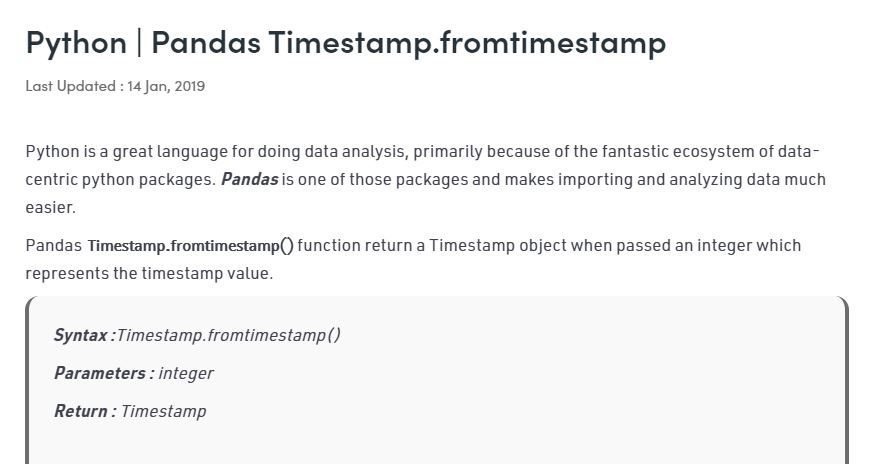 Python | Pandas Timestamp.fromtimestamp
Last Updated : 14 Jan, 2019
Python is a great language for doing data analysis, primarily because of the fantastic ecosystem of data-
centric python packages. Pandas is one of those packages and makes importing and analyzing data much
easier.
Pandas Timestamp.fromtimestamp() function return a Timestamp object when passed an integer which
represents the timestamp value.
Syntax :Timestamp.fromtimestamp()
Parameters : integer
Return : Timestamp